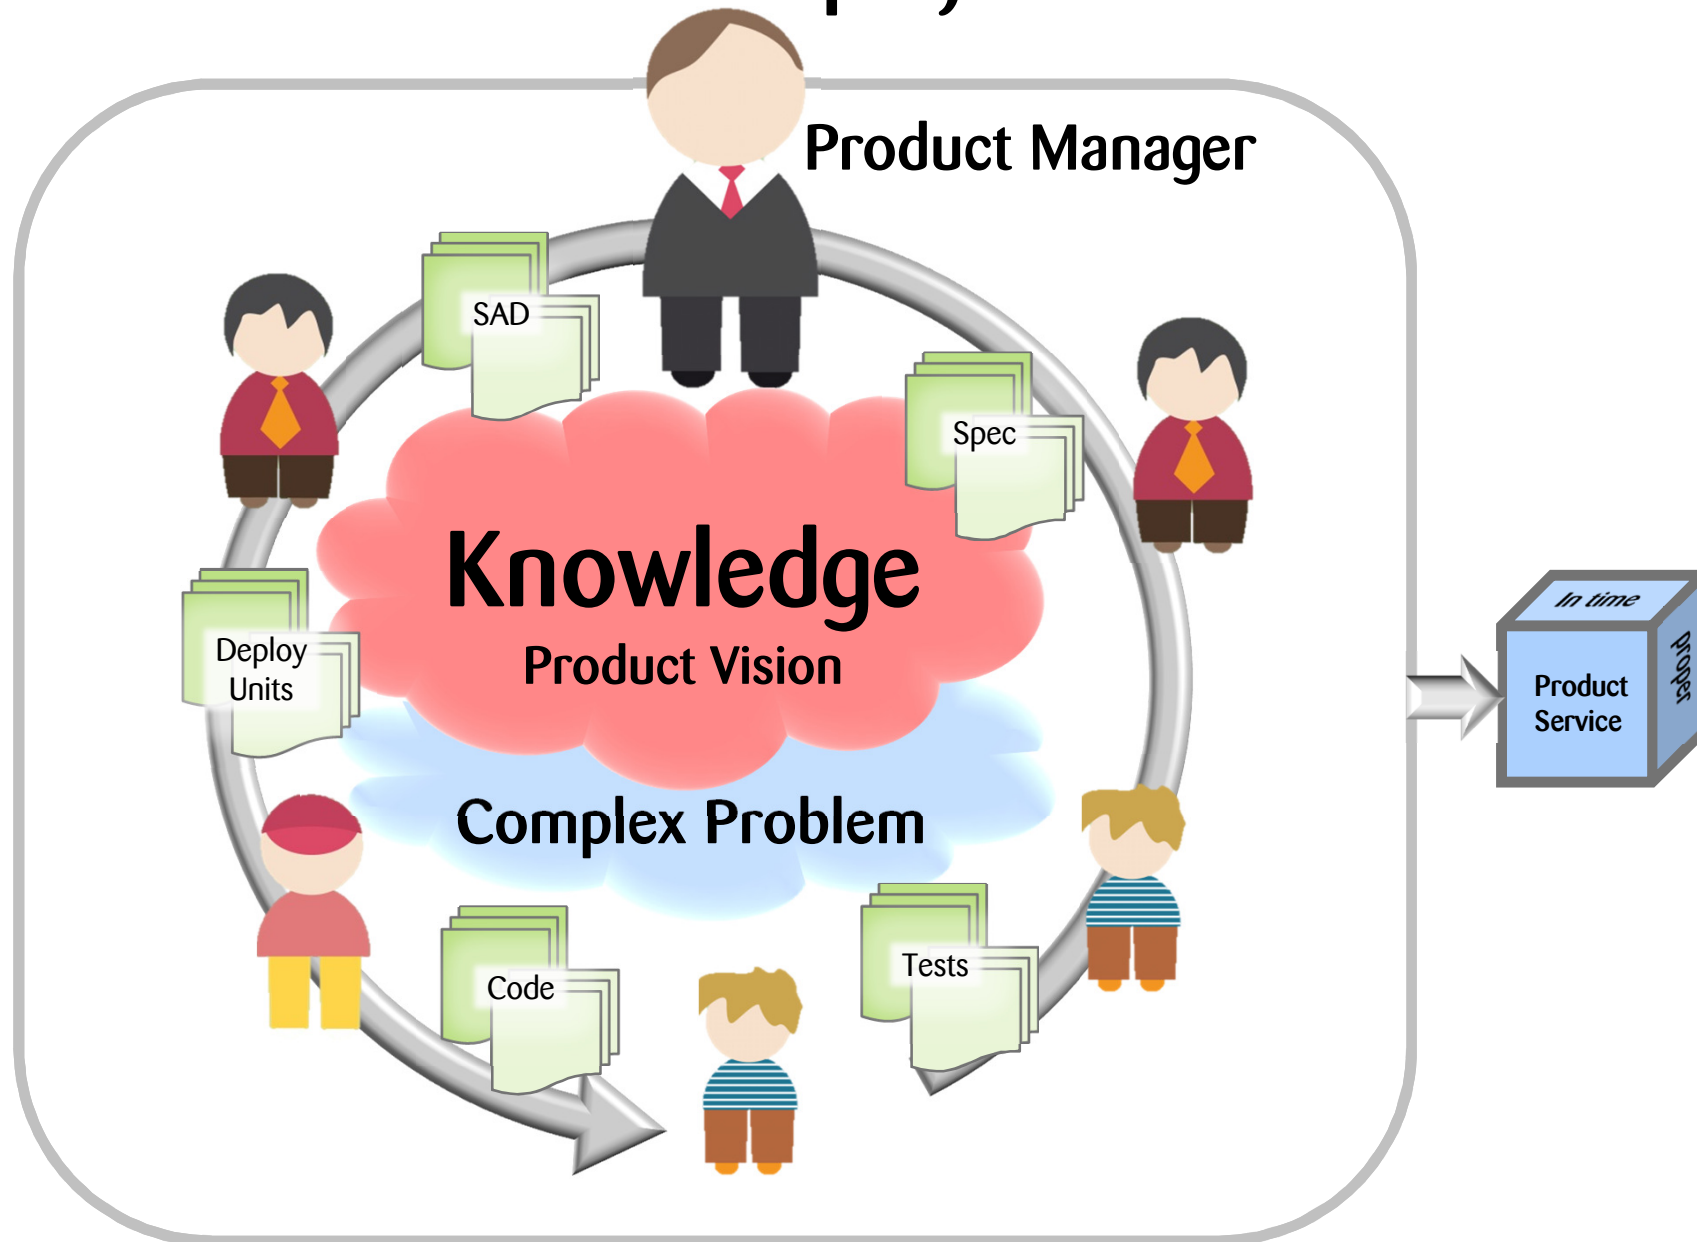 Product Manager
SAD
Spec
Knowledge
Product Vision
Deploy
Units
Complex Problem
Tests
Code
In time
Product
Service
proper